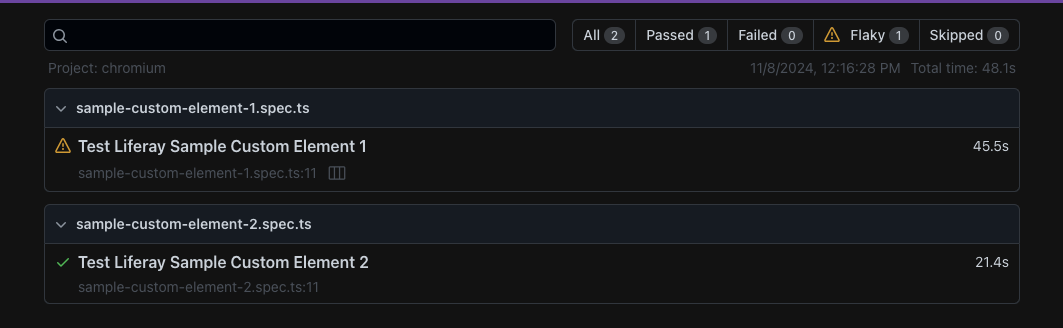 All 2 Passed 1 Failed 0 Flaky 1 Skipped 0
Project: chromium 11/8/2024, 12:16:28 PM Total time: 48.1s
sample-custom-element-1.spec.ts
Test Liferay Sample Custom Element 1 45.5s
sample-custom-element-1.spec.ts:11
sample-custom-element-2.spec.ts
Test Liferay Sample Custom Element 2 21.4s
sample-custom-element-2.spec.ts:11